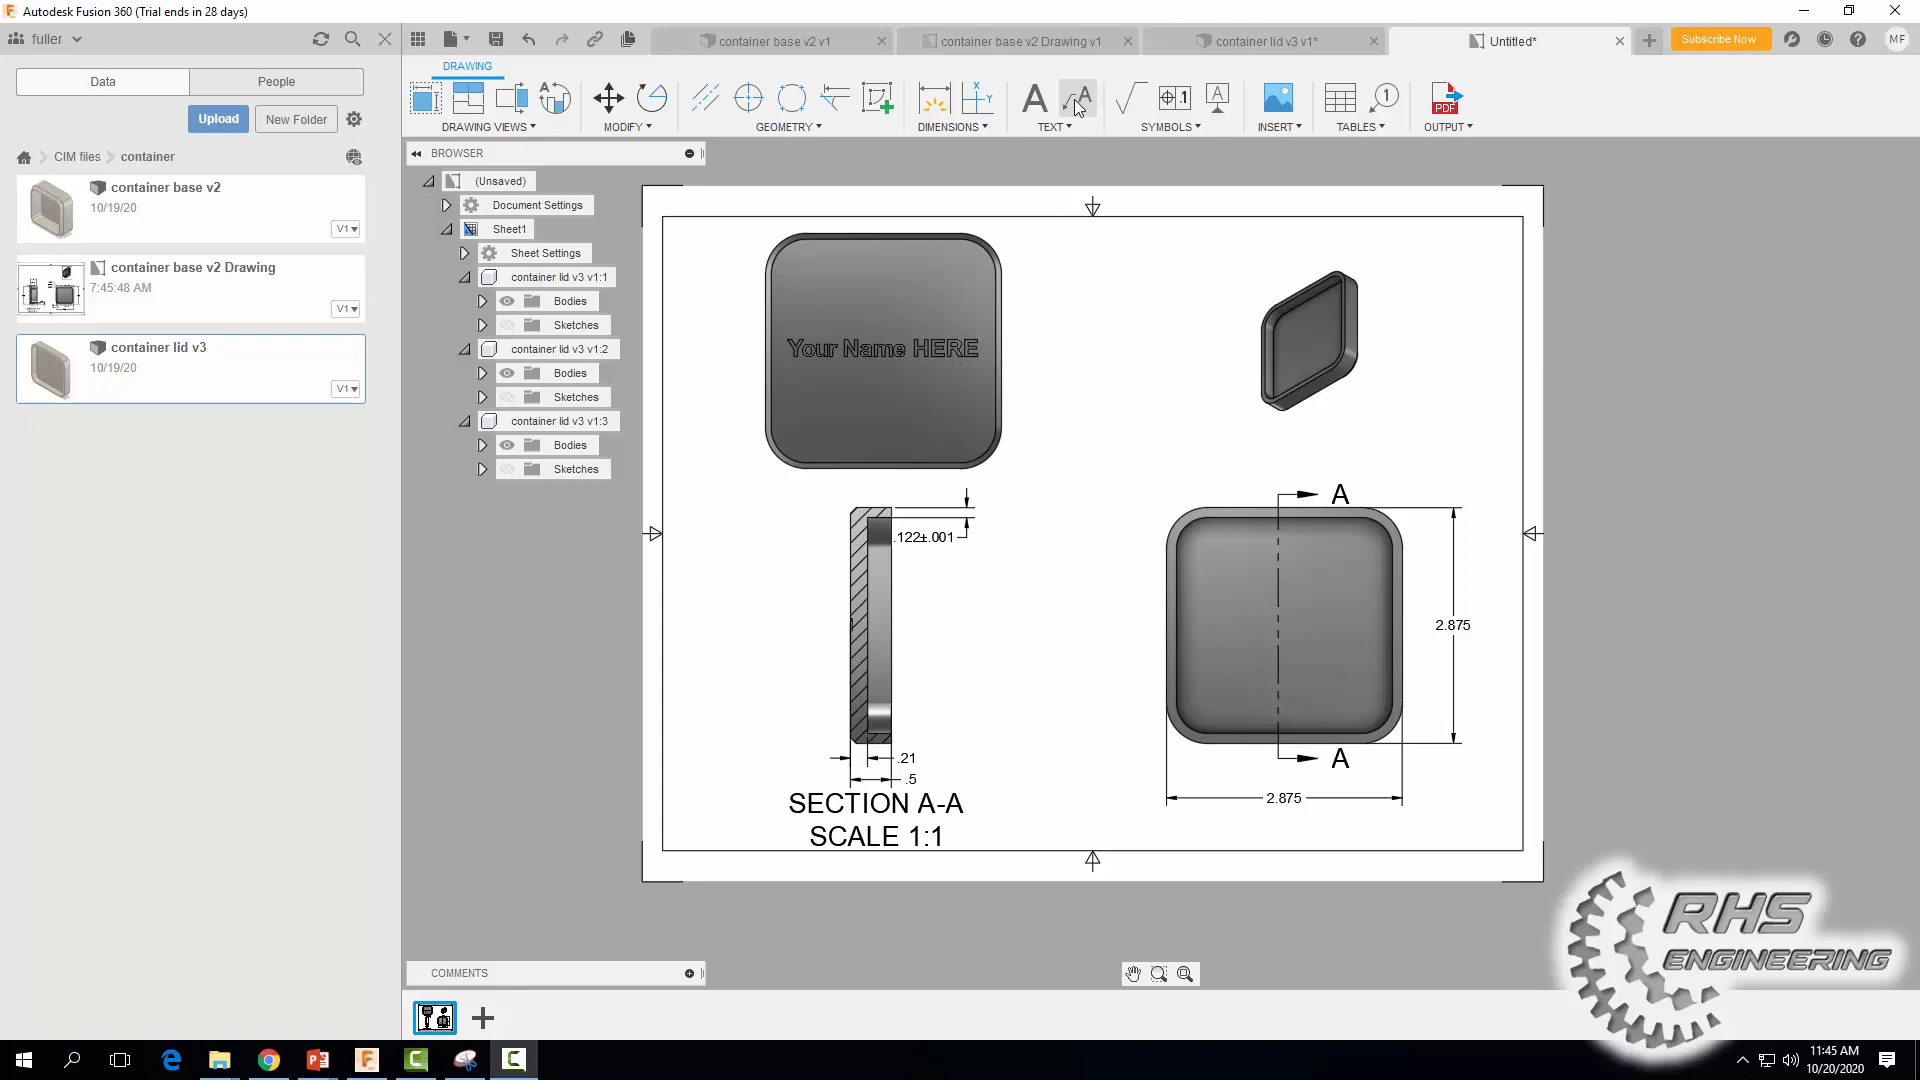 Autodesk Fusion 360 (Trial ends in 28 days)
fuller
container base v2 v1
container base v2 Drawing v1
container lid v3 v1*
Untitled*
Subscribe Now
MF
Data
People
DRAWING
Upload
New Folder
DRAWING VIEWS
MODIFY
GEOMETRY
DIMENSIONS
TEXT
SYMBOLS
INSERT
TABLES
OUTPUT
CIM files
container
container base v2
10/19/20
V1
container base v2 Drawing
7:45:48 AM
V1
container lid v3
10/19/20
V1
BROWSER
(Unsaved)
Document Settings
Sheet1
Sheet Settings
container lid v3 v1:1
Bodies
Sketches
container lid v3 v1:2
Bodies
Sketches
container lid v3 v1:3
Bodies
Sketches
Your Name HERE
A
.122±.001
2.875
A
.21
.5
2.875
SECTION A-A
SCALE 1:1
RHS
ENGINEERING
COMMENTS
11:45 AM
10/20/2020